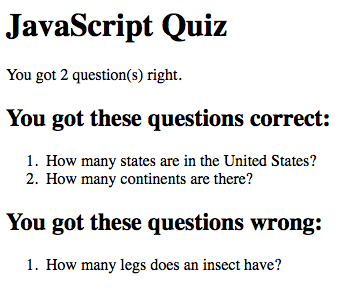 JavaScript Quiz
You got 2 question(s) right.
You got these questions correct:
1. How many states are in the United States?
2. How many continents are there?
You got these questions wrong:
1. How many legs does an insect have?